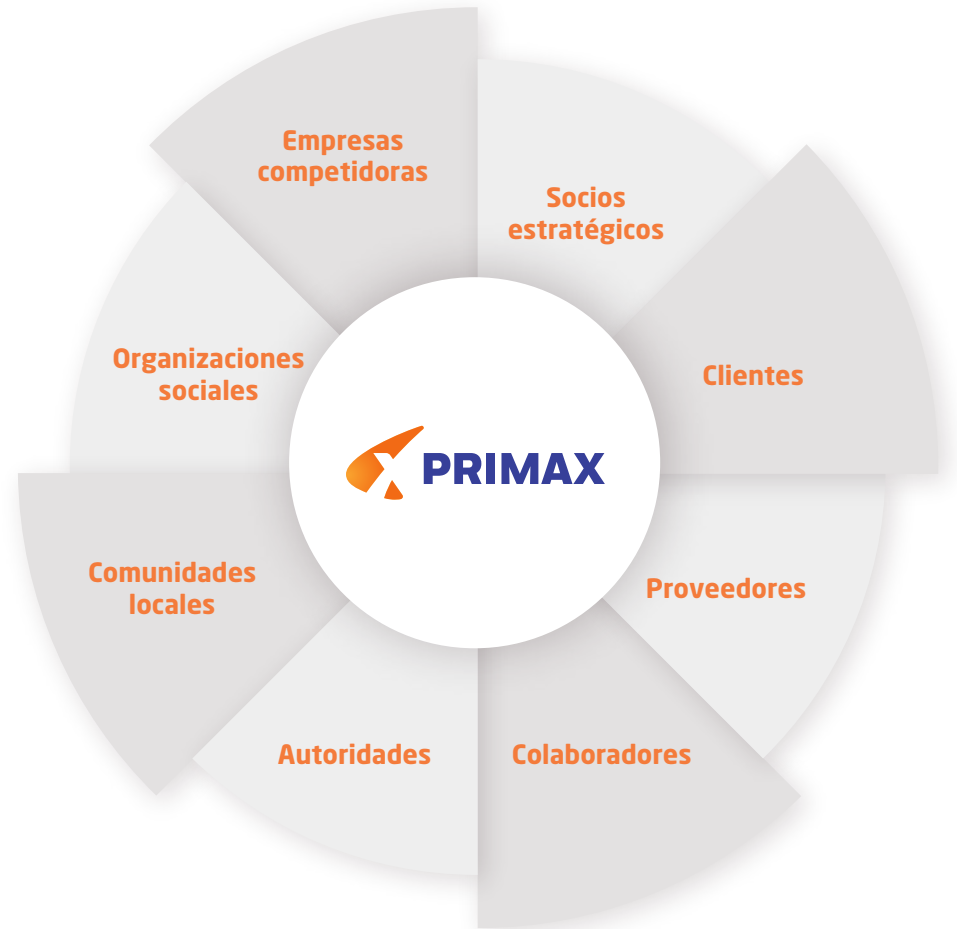 Empresas
competidoras
Socios
estratégicos
Organizaciones
sociales
Clientes
PRIMAX
Comunidades
locales
Proveedores
Autoridades
Colaboradores